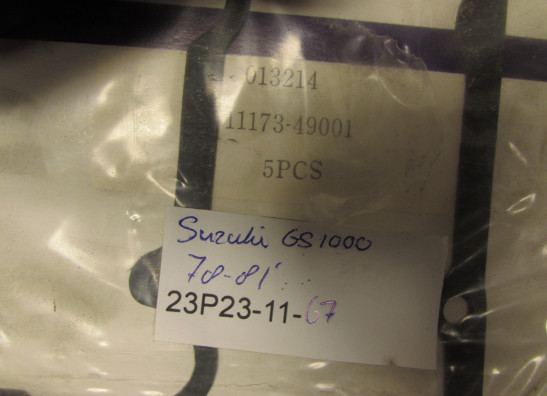 013214
11173-49001
5PCS
Suzuki GS1000
78-81'
23P23-11-67